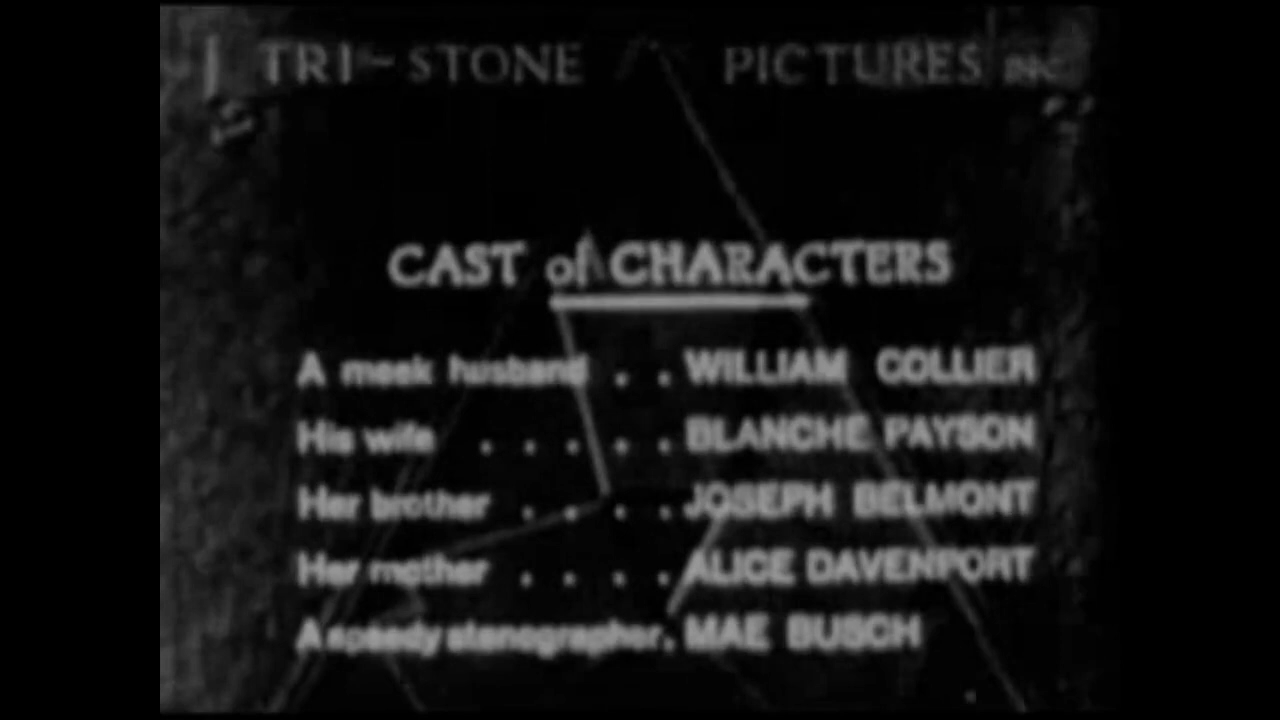 TRI-STONE PICTURES INC.
CAST of CHARACTERS
A meek husband . . WILLIAM COLLIER
His wife . . . . . BLANCHE PAYSON
Her brother . . . . JOSEPH BELMONT
Her mother . . . . ALICE DAVENPORT
A speedy stenographer . MAE BUSCH